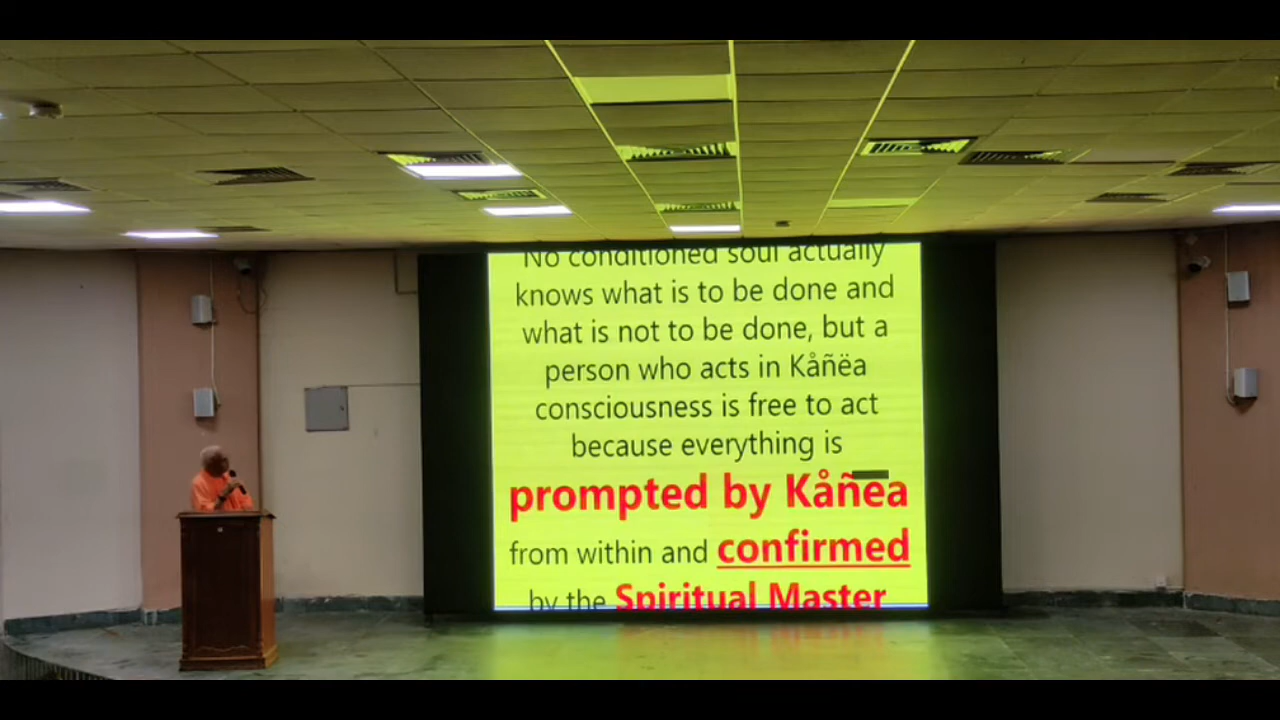 No conditioned soul actually
knows what is to be done and
what is not to be done, but a
person who acts in Kåñëa
consciousness is free to act
because everything is
prompted by Kåñëa
from within and confirmed
by the Spiritual Master